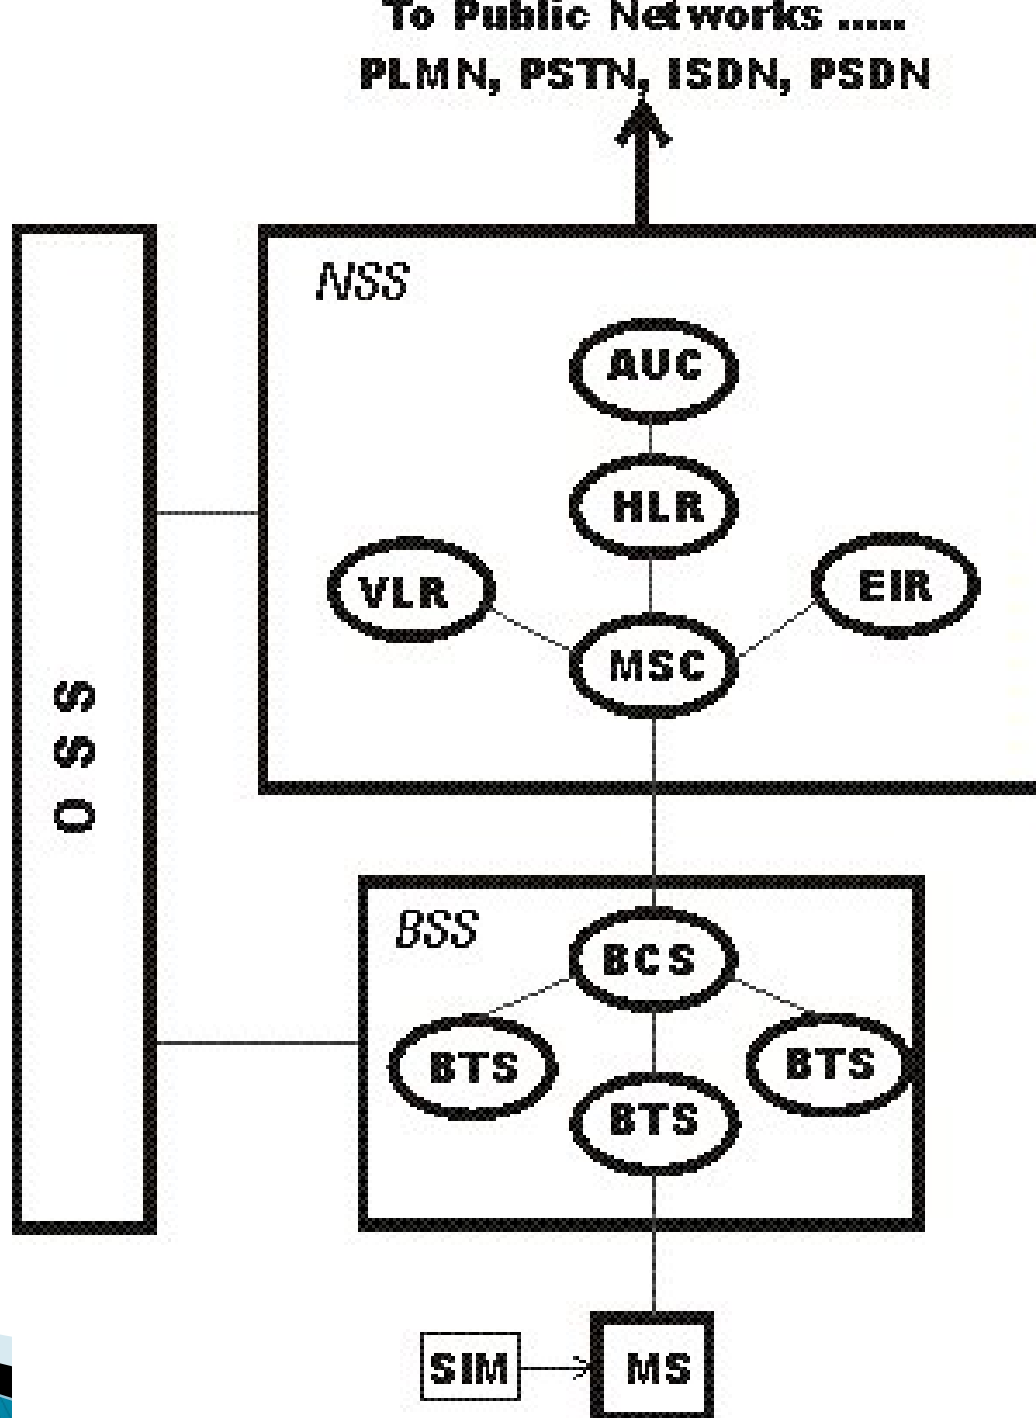 To Public Networks .....
PLMN, PSTN, ISDN, PSDN
NSS
AUC
HLR
VLR
EIR
MSC
OSS
BSS
BCS
BTS
BTS
BTS
SIM
MS